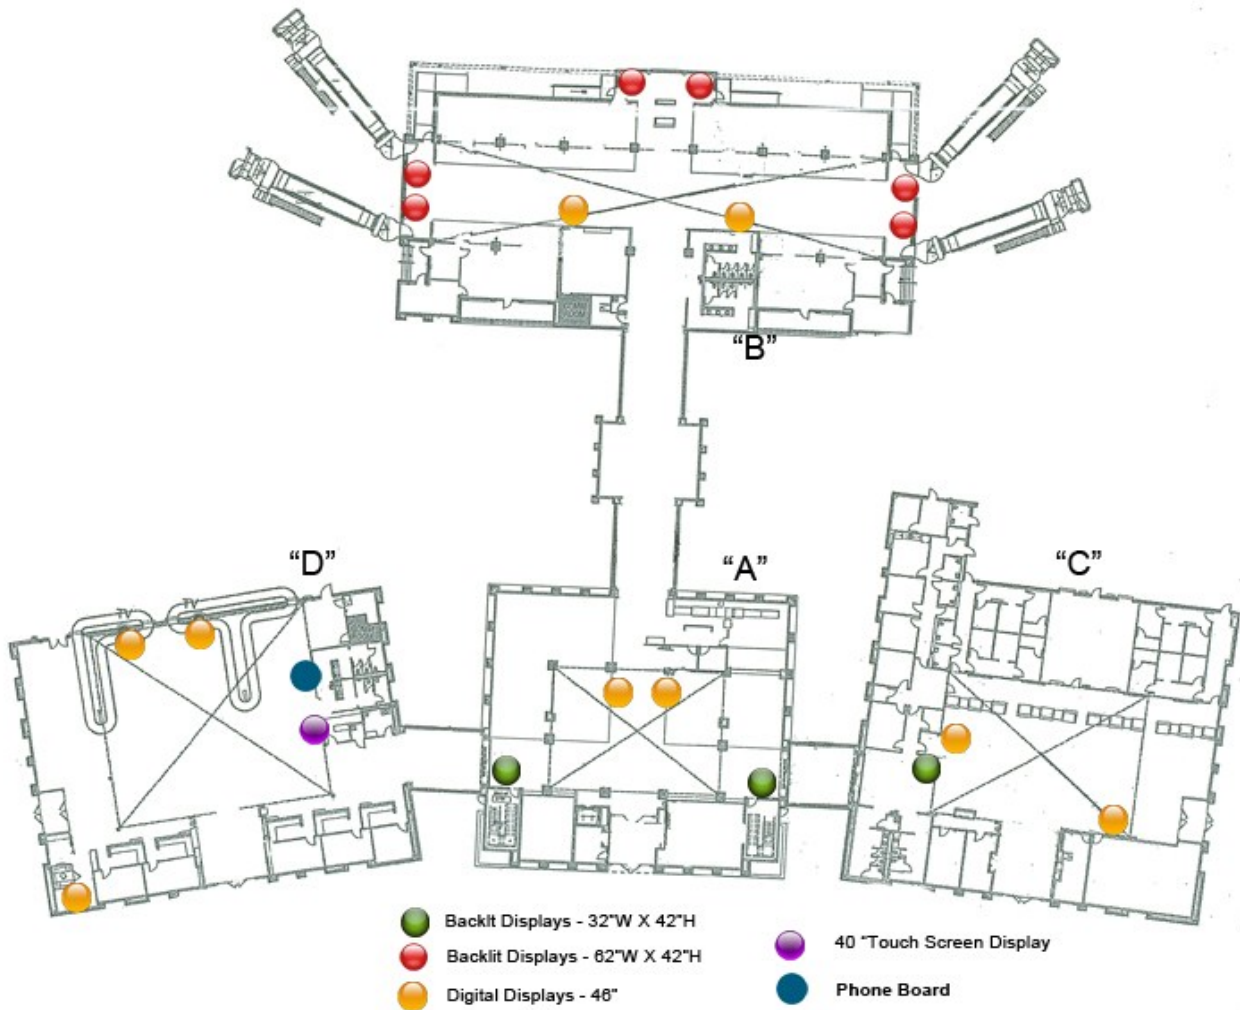 “B”
“D”
“A”
“C”
Backlt Displays - 32"W X 42"H
Backlit Displays - 62"W X 42"H
Digital Displays - 46"
40 “Touch Screen Display
Phone Board